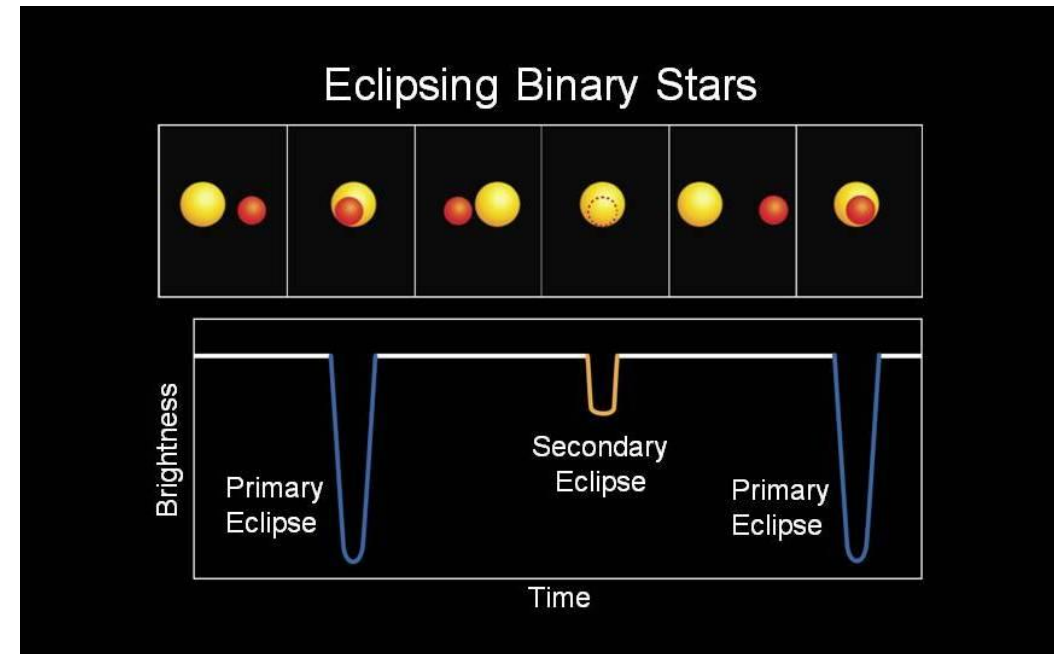 Eclipsing Binary Stars
Brightness
Primary
Eclipse
Secondary
Eclipse
Primary
Eclipse
Time